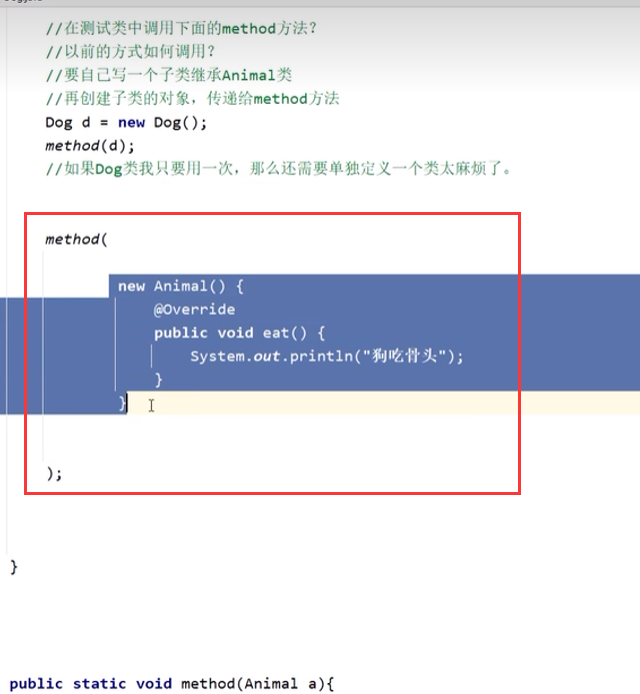 //在测试类中调用下面的method方法？
//以前的方式如何调用？
//要自己写一个子类继承Animal类
//再创建子类的对象，传递给method方法
Dog d = new Dog();
method(d);
//如果Dog类我只要用一次，那么还需要单独定义一个类太麻烦了。
method(
new Animal() {
@Override
public void eat() {
System.out.println("狗吃骨头");
}
}
);
}
public static void method(Animal a){